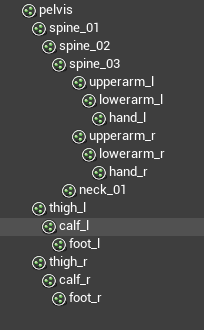 pelvis
spine_01
spine_02
spine_03
upperarm_l
lowerarm_l
hand_l
upperarm_r
lowerarm_r
hand_r
neck_01
thigh_l
calf_l
foot_l
thigh_r
calf_r
foot_r